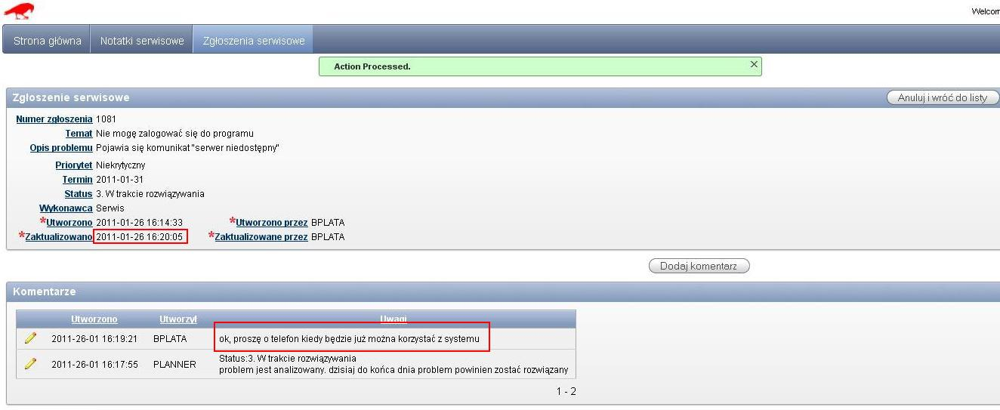 Welcom
Strona główna Notatki serwisowe Zgłoszenia serwisowe
Action Processed.
Zgłoszenie serwisowe Anuluj i wróć do listy
Numer zgłoszenia 1081
Temat Nie mogę zalogować się do programu
Opis problemu Pojawia się komunikat "serwer niedostępny"
Priorytet Niekrytyczny
Termin 2011-01-31
Status 3. W trakcie rozwiązywania
Wykonawca Serwis
*Utworzono 2011-01-26 16:14:33 *Utworzono przez BPLATA
*Zaktualizowano 2011-01-26 16:20:05 *Zaktualizowane przez BPLATA
Dodaj komentarz
Komentarze
Utworzono Utworzył Uwagi
2011-26-01 16:19:21 BPLATA ok, proszę o telefon kiedy będzie już można korzystać z systemu
2011-26-01 16:17:55 PLANNER Status:3. W trakcie rozwiązywania
problem jest analizowany. dzisiaj do końca dnia problem powinien zostać rozwiązany
1 - 2